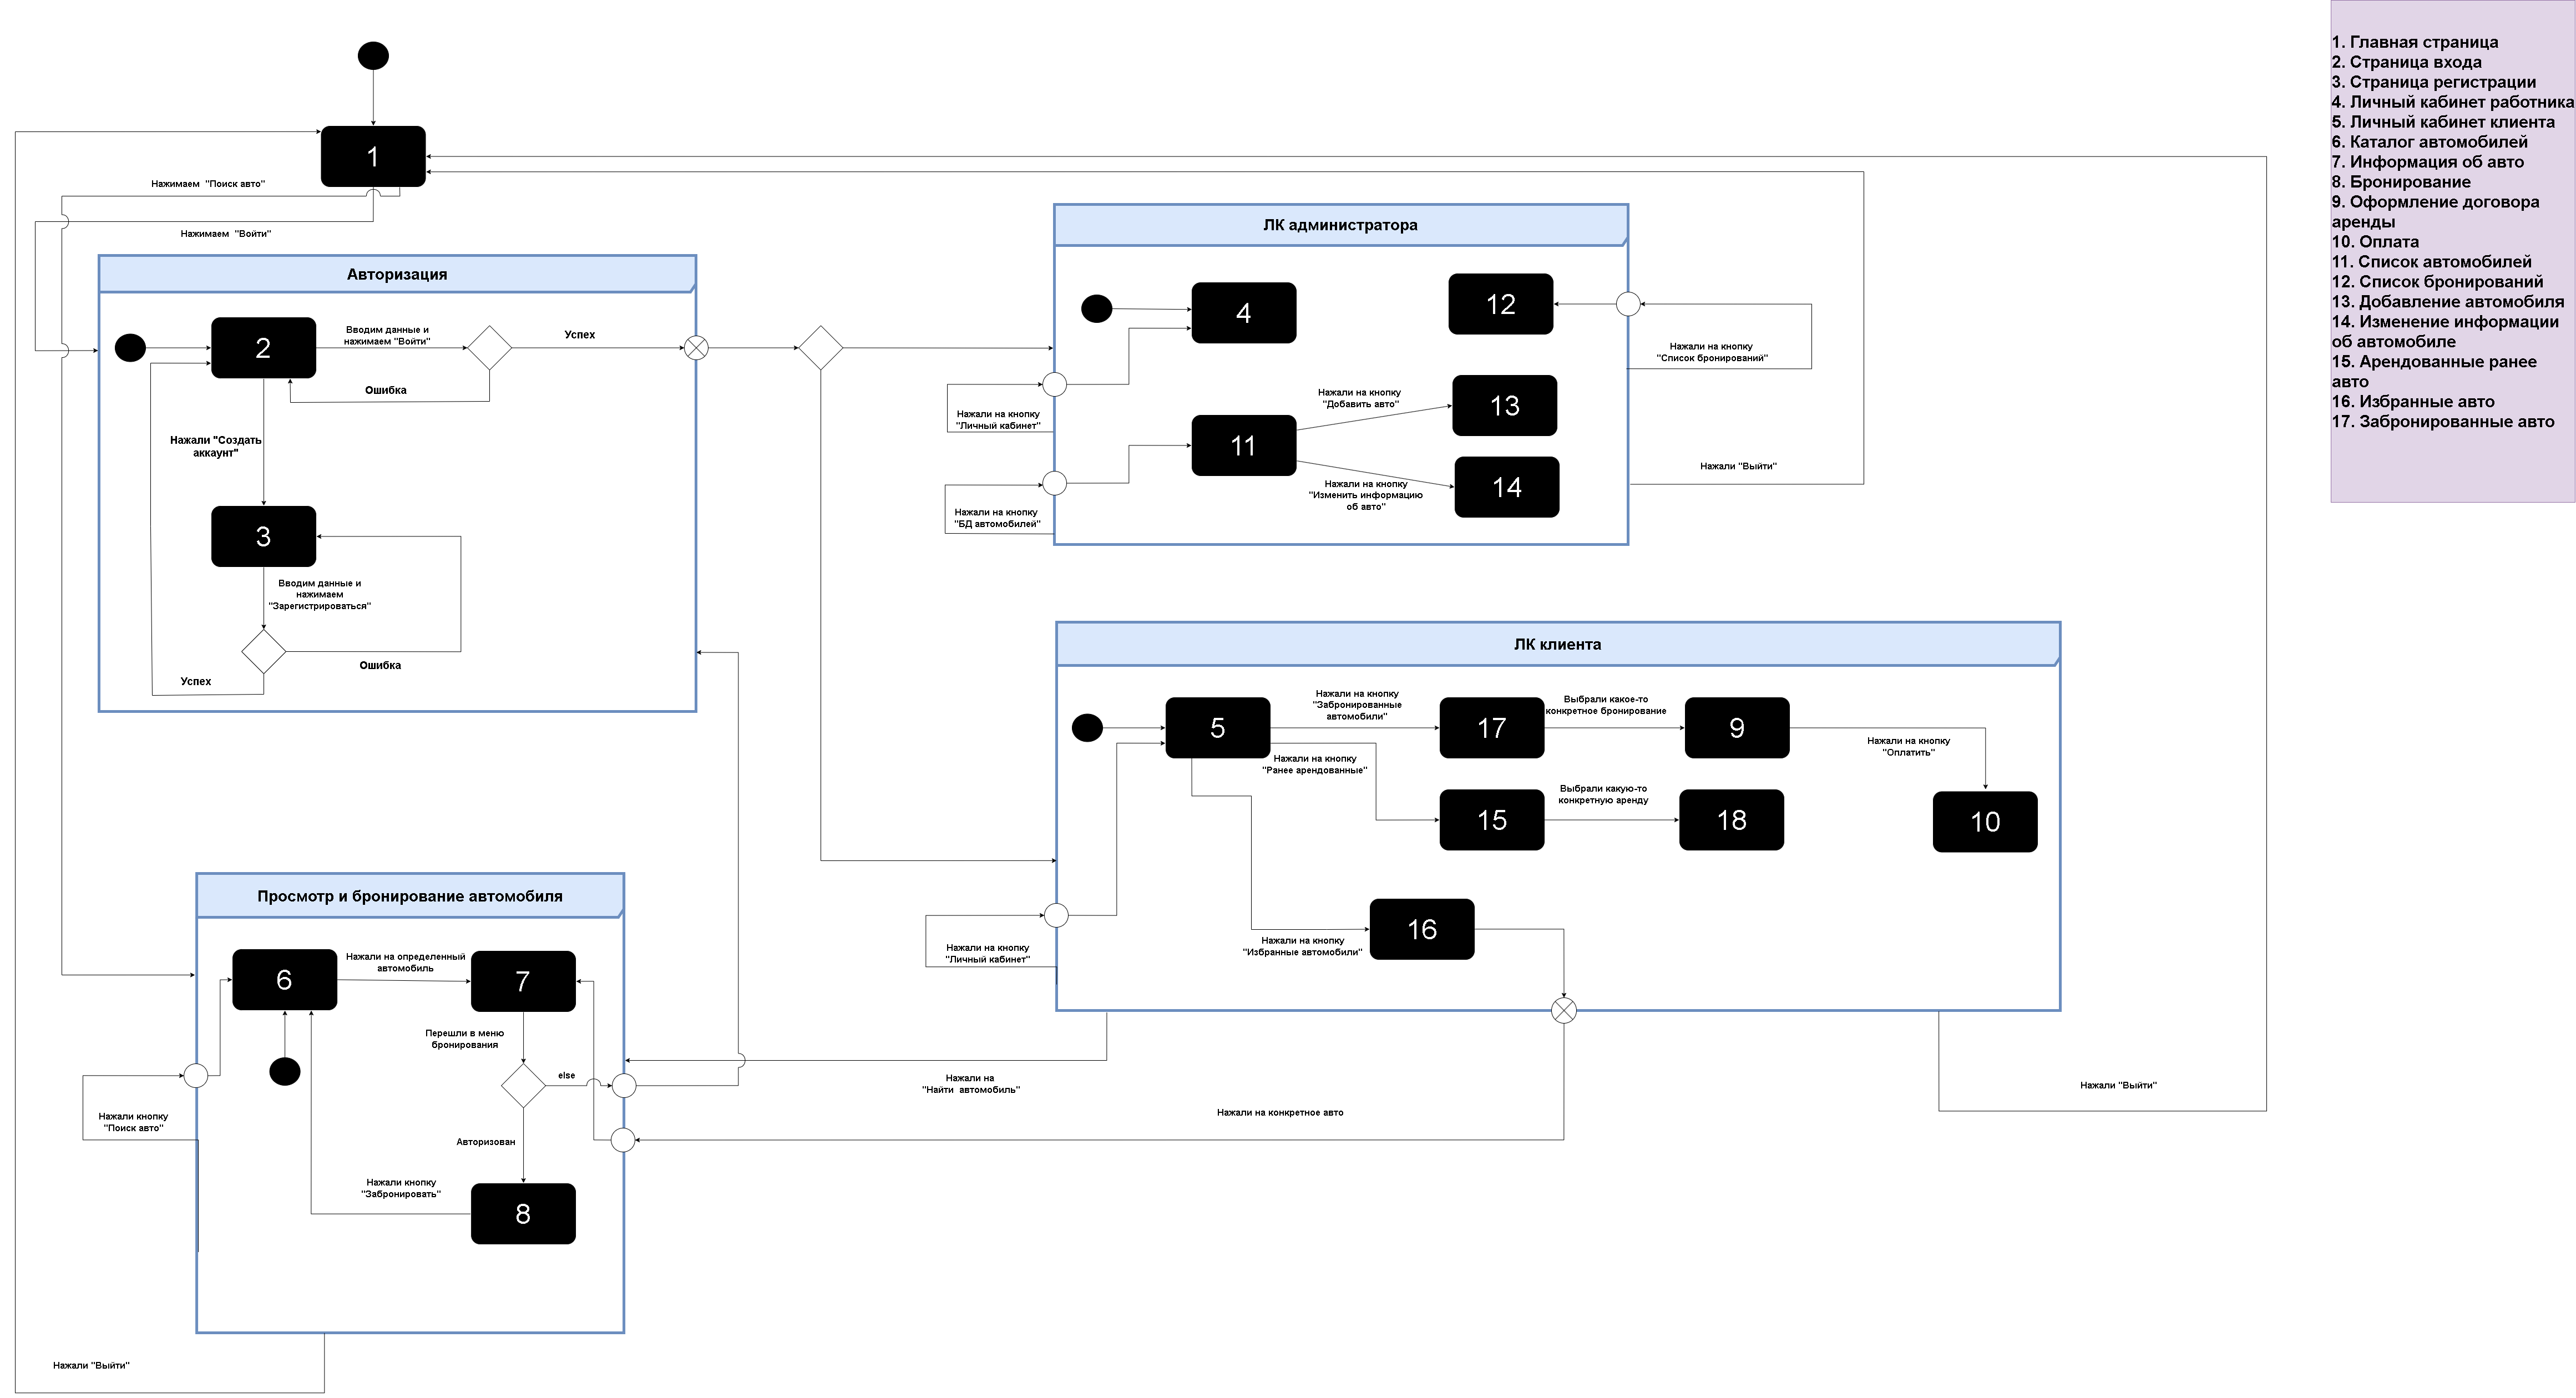 1
Нажимаем "Поиск авто"
Нажимаем "Войти"
Авторизация
2
Вводим данные и
нажимаем "Войти"
Успех
Ошибка
Нажали "Создать
аккаунт"
3
Вводим данные и
нажимаем
"Зарегистрироваться"
Ошибка
Успех
ЛК администратора
4
12
Нажали на кнопку
"Список бронирований"
Нажали на кнопку
"Личный кабинет"
11
Нажали на кнопку
"Добавить авто"
13
Нажали на кнопку
"Изменить информацию
об авто"
14
Нажали на кнопку
"БД автомобилей"
Нажали "Выйти"
ЛК клиента
5
Нажали на кнопку
"Забронированные
автомобили"
17
Выбрали какое-то
конкретное бронирование
9
Нажали на кнопку
"Оплатить"
10
Нажали на кнопку
"Ранее арендованные"
15
Выбрали какую-то
конкретную аренду
18
Нажали на кнопку
"Избранные автомобили"
16
Нажали на кнопку
"Личный кабинет"
Нажали "Выйти"
Нажали на
"Найти автомобиль"
Нажали на конкретное авто
Просмотр и бронирование автомобиля
6
Нажали на определенный
автомобиль
7
Перешли в меню
бронирования
else
Авторизован
8
Нажали кнопку
"Забронировать"
Нажали кнопку
"Поиск авто"
Нажали "Выйти"
1. Главная страница
2. Страница входа
3. Страница регистрации
4. Личный кабинет работника
5. Личный кабинет клиента
6. Каталог автомобилей
7. Информация об авто
8. Бронирование
9. Оформление договора
аренды
10. Оплата
11. Список автомобилей
12. Список бронирований
13. Добавление автомобиля
14. Изменение информации
об автомобиле
15. Арендованные ранее
авто
16. Избранные авто
17. Забронированные авто